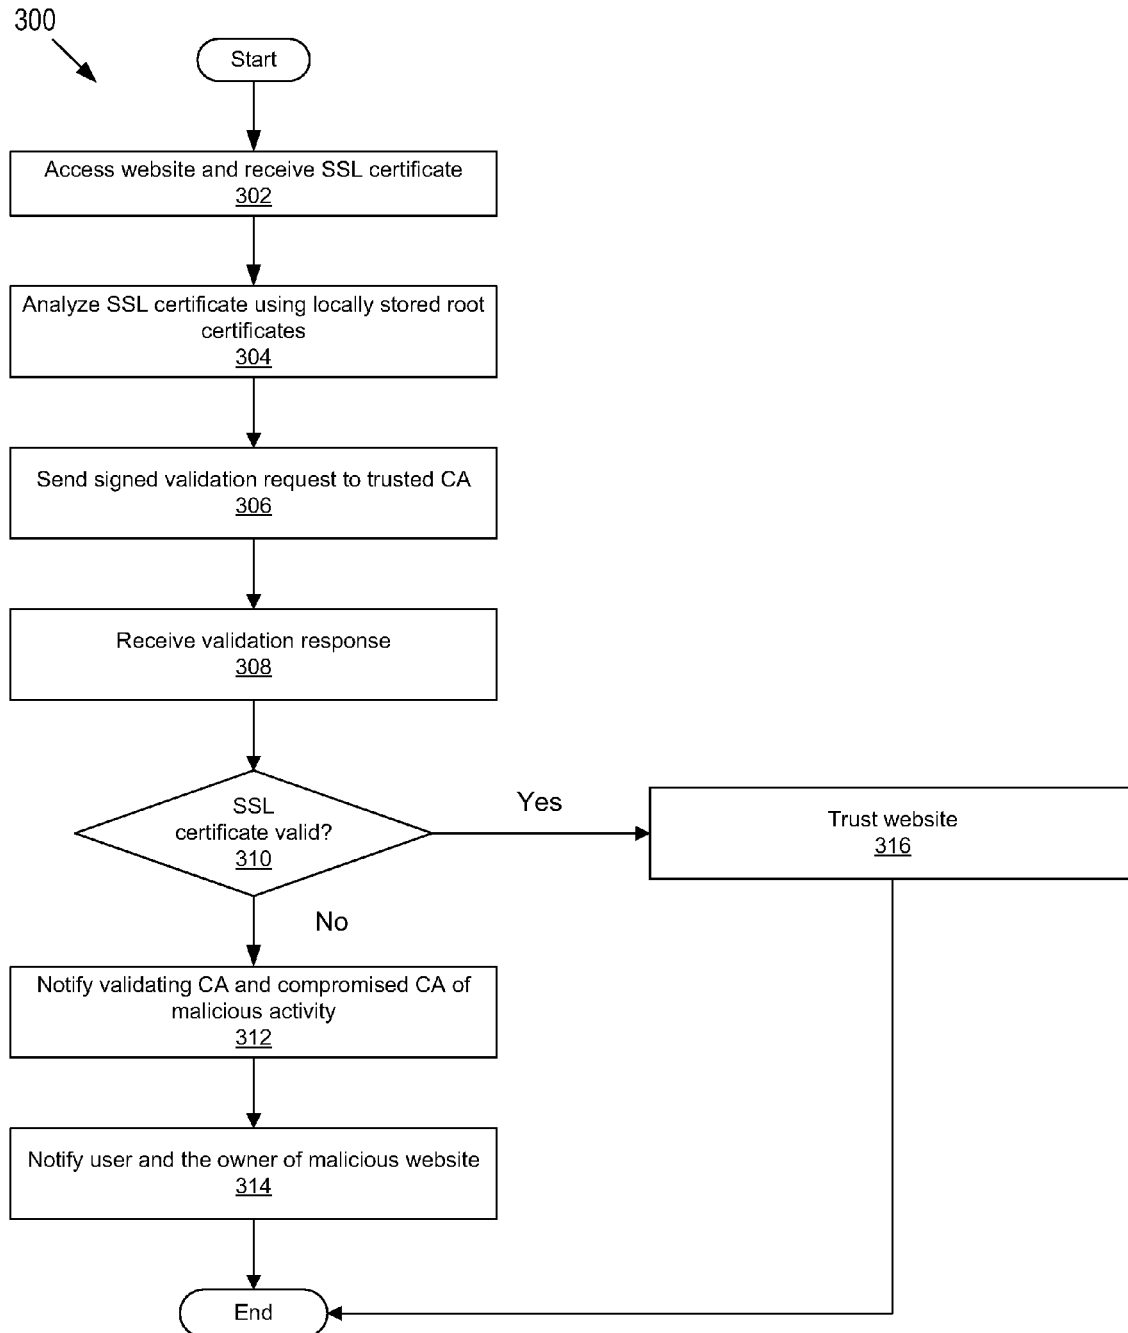 300
Start
Access website and receive SSL certificate
302
Analyze SSL certificate using locally stored root
certificates
304
Send signed validation request to trusted CA
306
Receive validation response
308
SSL
certificate valid?
310
Yes
Trust website
316
No
Notify validating CA and compromised CA of
malicious activity
312
Notify user and the owner of malicious website
314
End